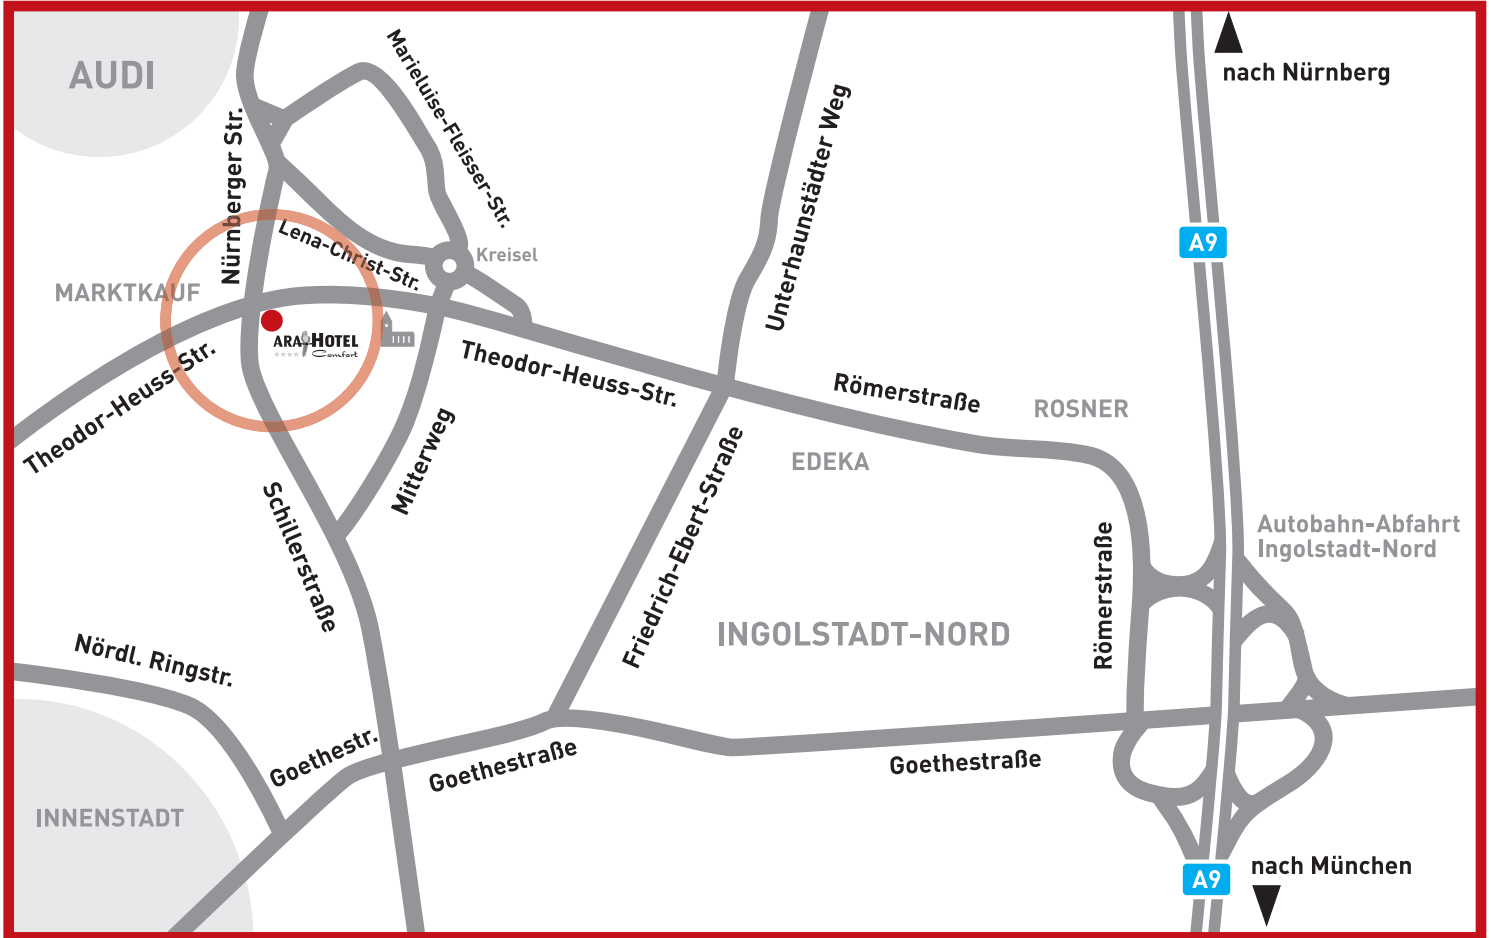 AUDI
Nürnberger Str.
Marieluise-Fleisser-Str.
Lena-Christ-Str.
Kreisel
MARKTKAUF
ARA HOTEL
Comfort
Theodor-Heuss-Str.
Theodor-Heuss-Str.
Mitterweg
Schillerstraße
Unterhaunstädter Weg
nach Nürnberg
A9
Römerstraße
ROSNER
EDEKA
Friedrich-Ebert-Straße
Autobahn-Abfahrt
Ingolstadt-Nord
Römerstraße
INGOLSTADT-NORD
Nördl. Ringstr.
Goethestr.
Goethestraße
Goethestraße
INNENSTADT
nach München
A9